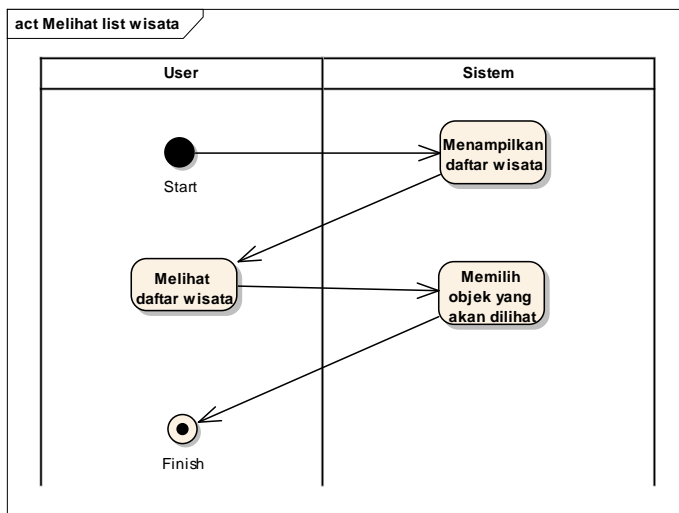 act Melihat list wisata
User
Sistem
Start
Menampilkan
daftar wisata
Melihat
daftar wisata
Memilih
objek yang
akan dilihat
Finish